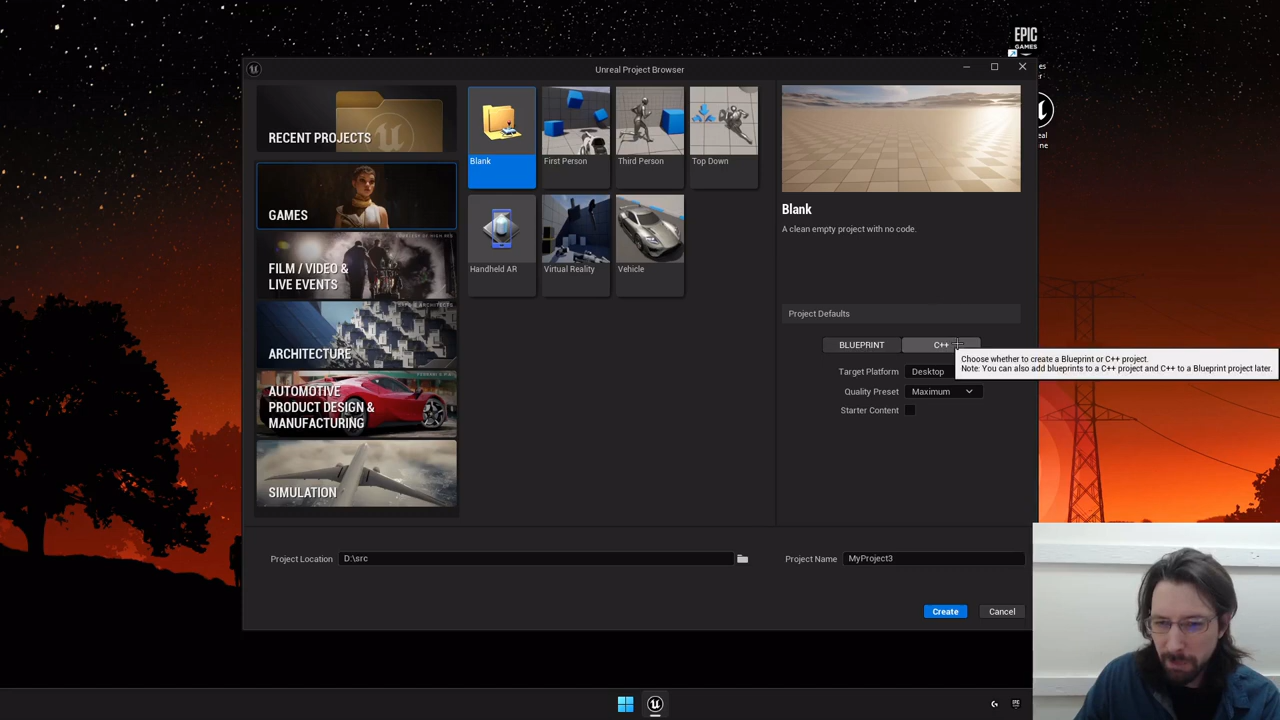 EPIC
GAMES
Unreal Project Browser
RECENT PROJECTS
GAMES
FILM / VIDEO &
LIVE EVENTS
ARCHITECTURE
AUTOMOTIVE
PRODUCT DESIGN &
MANUFACTURING
SIMULATION
Blank
First Person
Third Person
Top Down
Handheld AR
Virtual Reality
Vehicle
Blank
A clean empty project with no code.
Project Defaults
BLUEPRINT
C++
Choose whether to create a Blueprint or C++ project.
Note: You can also add blueprints to a C++ project and C++ to a Blueprint project later.
Target Platform
Desktop
Quality Preset
Maximum
Starter Content
Project Location
D:\src
Project Name
MyProject3
Create
Cancel